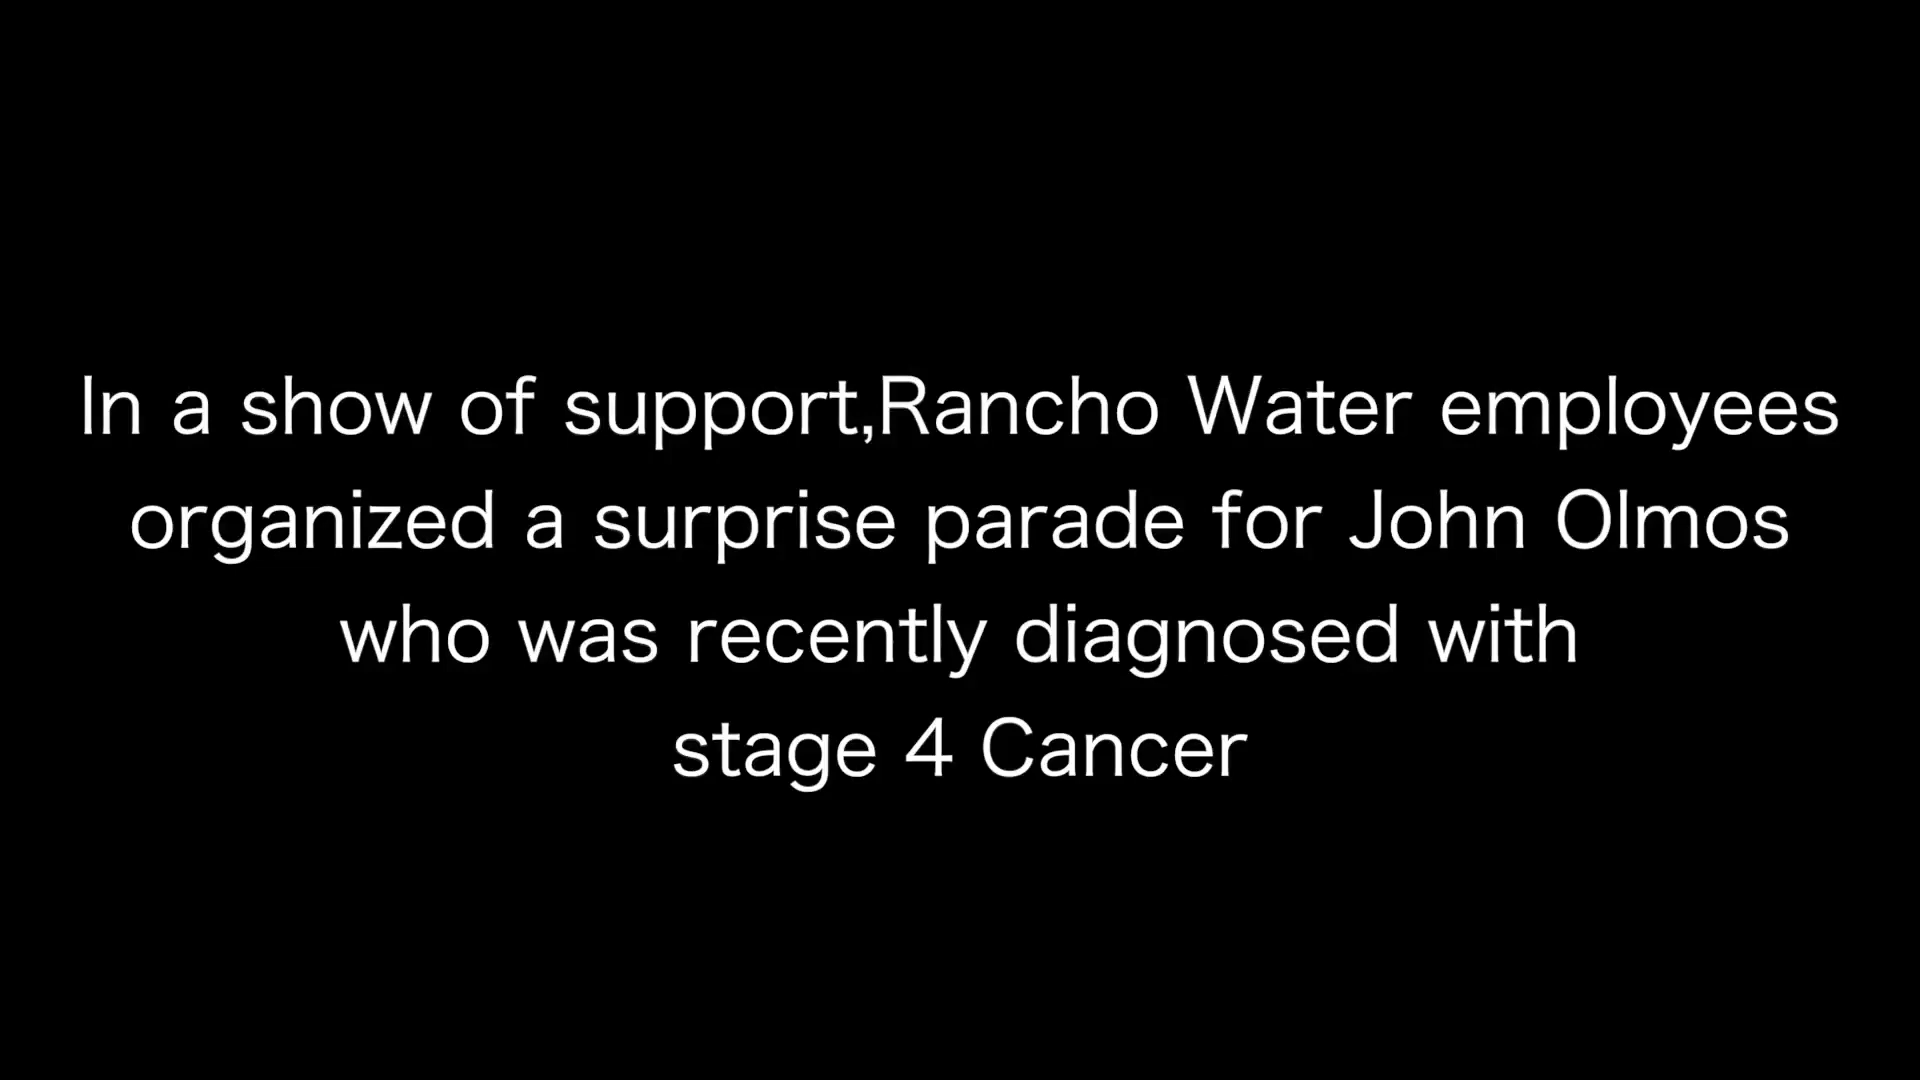 In a show of support,Rancho Water employees
organized a surprise parade for John Olmos
who was recently diagnosed with
stage 4 Cancer